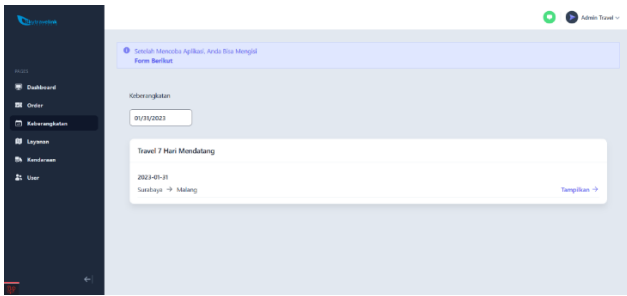 Admin Travel
Setelah Mencoba Aplikasi, Anda Bisa Mengisi
Form Berikut
PAGES
Dashboard
Order
Keberangkatan
Layanan
Kendaraan
User
Keberangkatan
01/31/2023
Travel 7 Hari Mendatang
2023-01-31
Surabaya → Malang
Tampilkan →